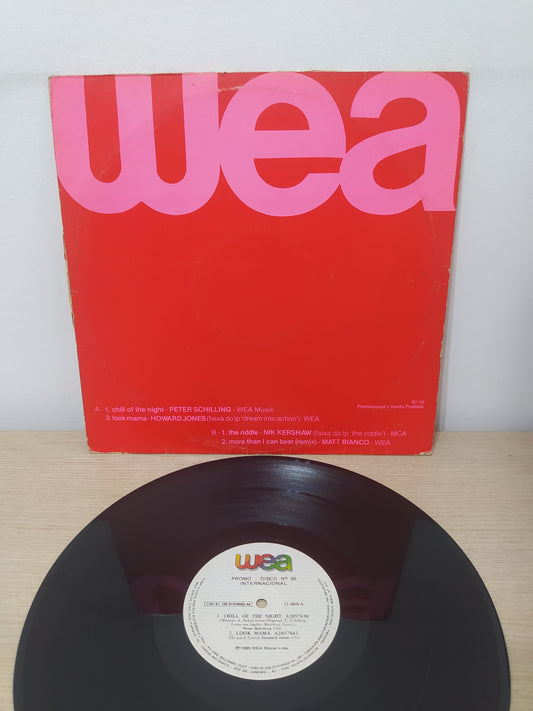 wea
Nº 50
Promocional • Venda Proibida
A - 1. chill of the night - PETER SCHILLING - WEA Musik
2. look mama - HOWARD JONES (faixa do lp 'dream into action') - WEA
B - 1. the riddle - NIK KERSHAW (faixa do lp 'the riddle') - MCA
2. more than I can bear (remix) - MATT BIANCO - WEA
wea
PROMO - DISCO Nº 50
INTERNACIONAL
1. CHILL OF THE NIGHT
Peter Schilling
2. LOOK MAMA
Howard Jones
℗ 1985 WEA Discos Ltda.